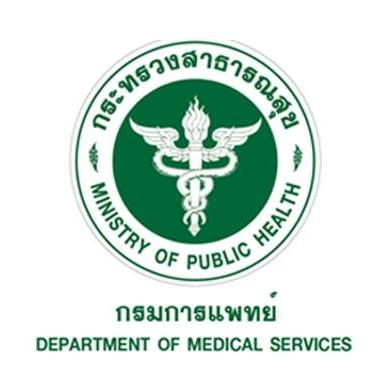 กระทรวงสาธารณสุข
MINISTRY OF PUBLIC HEALTH
กรมการแพทย์
DEPARTMENT OF MEDICAL SERVICES